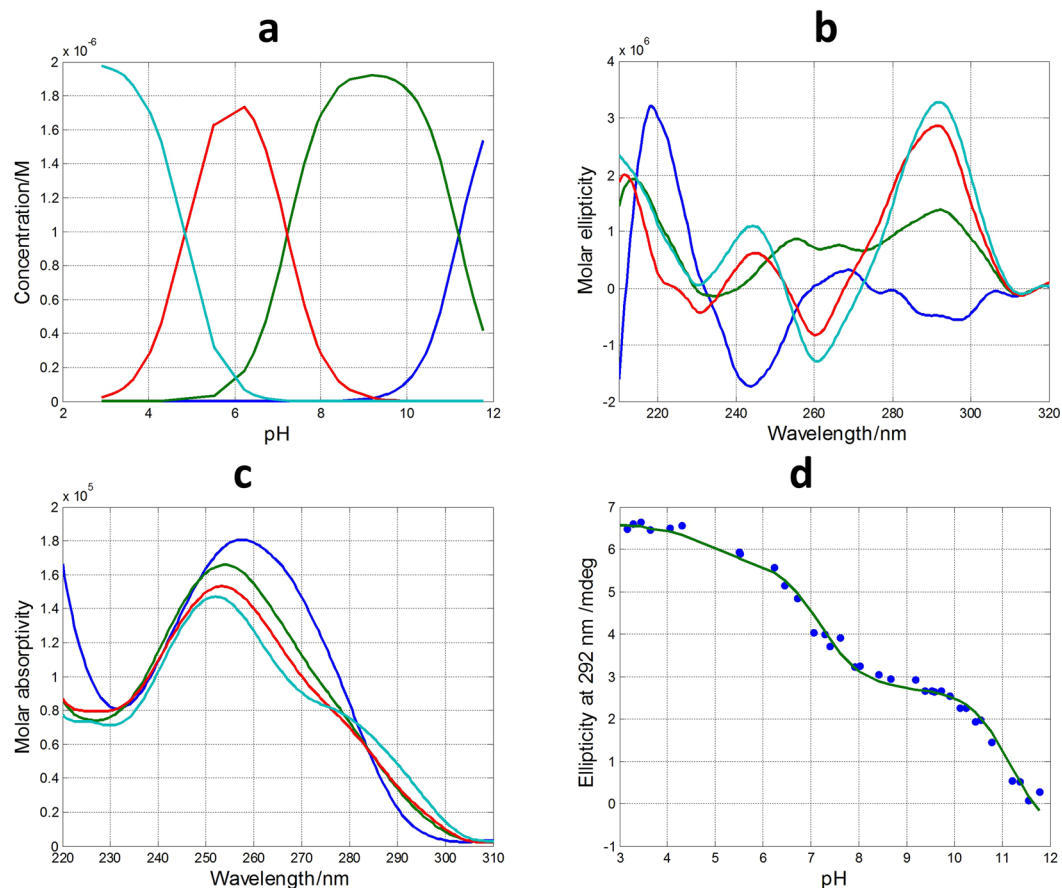 a
x 10^-6
Concentration/M
2
1.8
1.6
1.4
1.2
1
0.8
0.6
0.4
0.2
0
2 4 6 8 10 12
pH
b
x 10^6
Molar ellipticity
4
3
2
1
0
-1
-2
220 240 260 280 300 320
Wavelength/nm
c
x 10^5
Molar absorptivity
2
1.8
1.6
1.4
1.2
1
0.8
0.6
0.4
0.2
0
220 230 240 250 260 270 280 290 300 310
Wavelength/nm
d
Ellipticity at 292 nm /mdeg
7
6
5
4
3
2
1
0
-1
3 4 5 6 7 8 9 10 11 12
pH